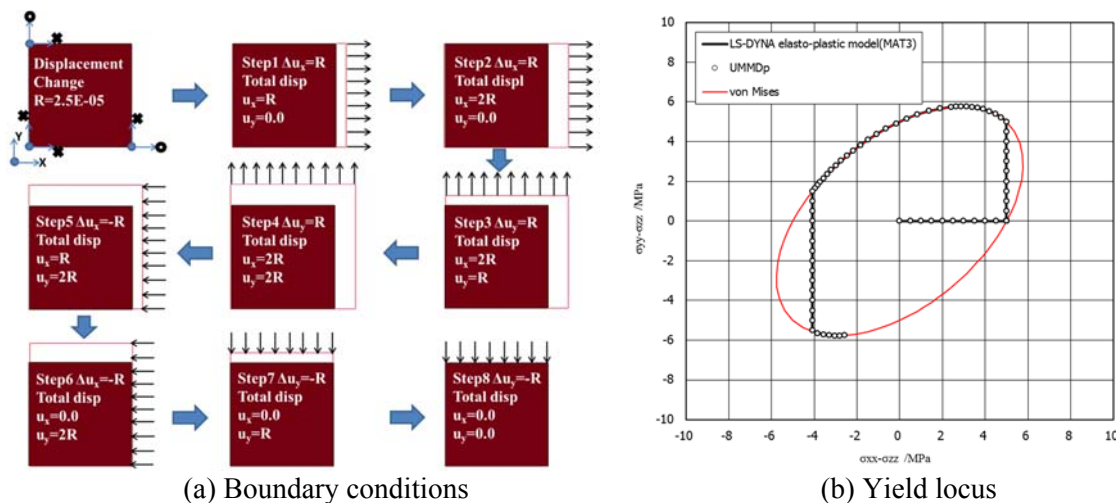 Displacement
Change
R=2.5E-05
Y
X
Step1 Δux=R
Total disp
ux=R
uy=0.0
Step2 Δux=R
Total displ
ux=2R
uy=0.0
Step5 Δux=-R
Total disp
ux=R
uy=2R
Step4 Δuy=R
Total disp
ux=2R
uy=2R
Step3 Δuy=R
Total disp
ux=2R
uy=R
Step6 Δux=-R
Total disp
ux=0.0
uy=2R
Step7 Δuy=-R
Total disp
ux=0.0
uy=R
Step8 Δuy=-R
Total disp
ux=0.0
uy=0.0
(a) Boundary conditions
LS-DYNA elasto-plastic model(MAT3)
UMMDp
von Mises
10
8
6
4
2
0
-2
-4
-6
-8
-10
σyy-σzz /MPa
-10 -8 -6 -4 -2 0 2 4 6 8 10
σxx-σzz /MPa
(b) Yield locus